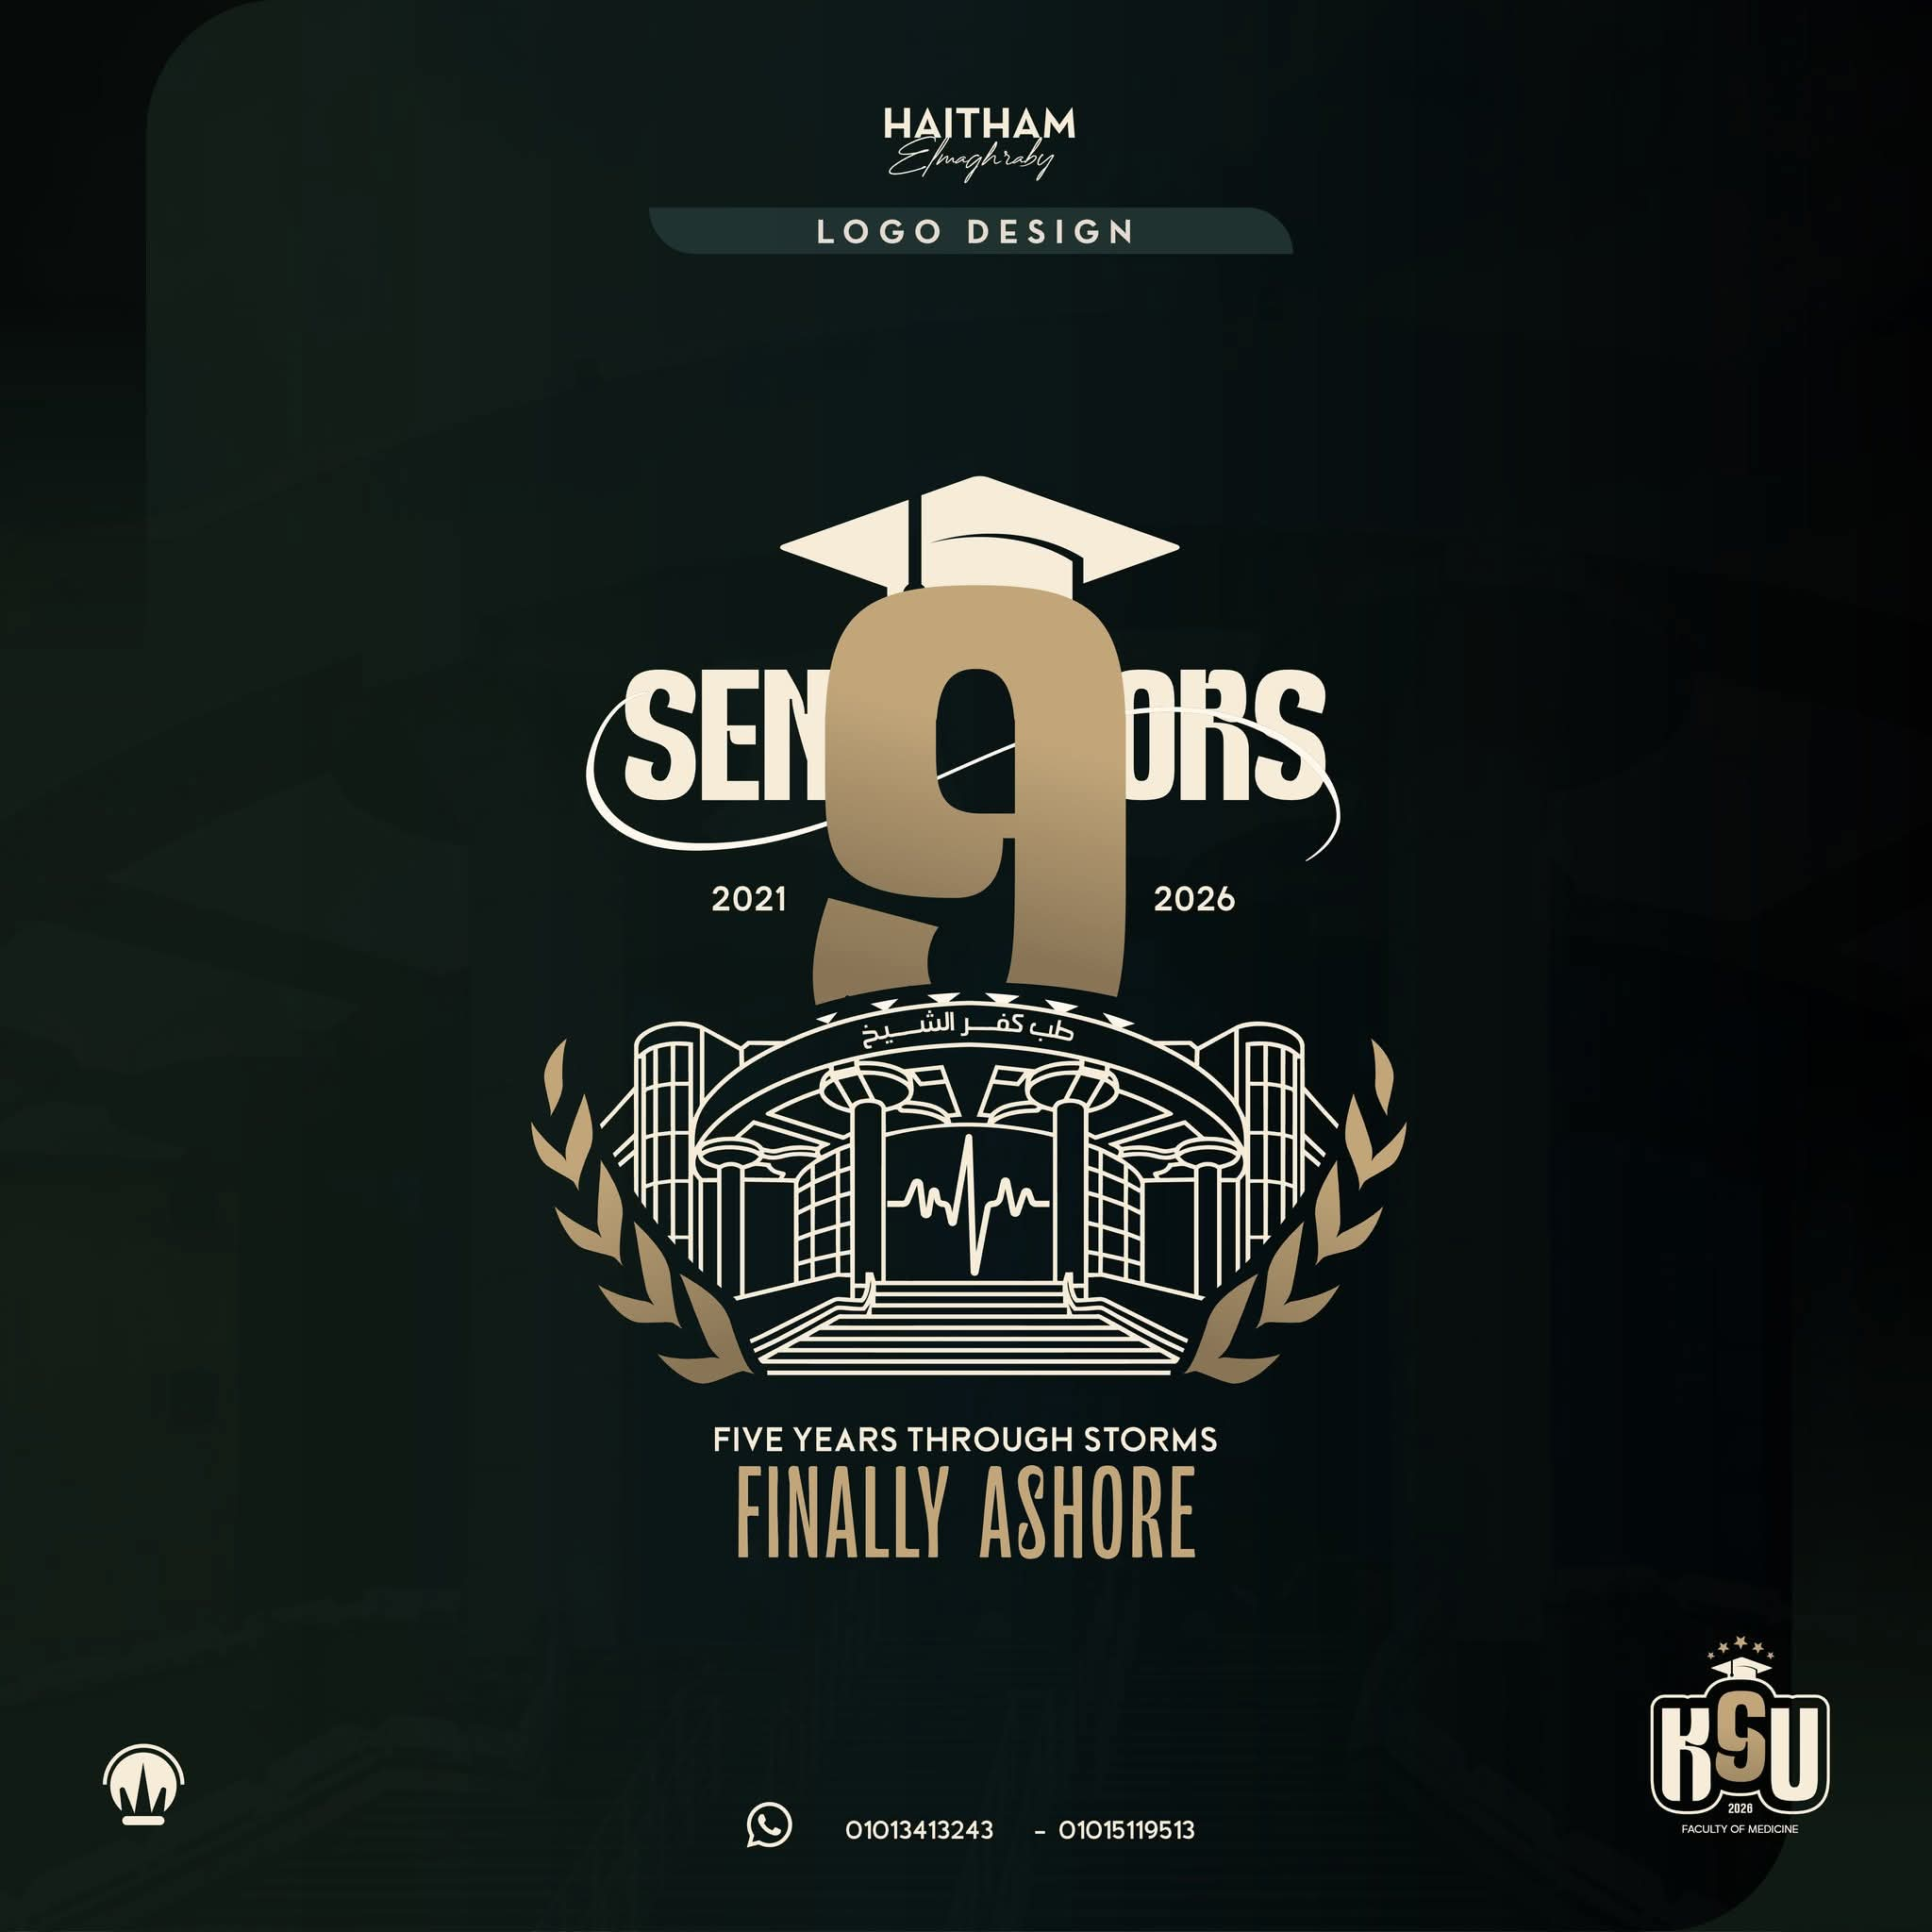 HAITHAM
Elmaghraby
LOGO DESIGN
SEN9ORS
2021 2026
طب كفر الشيخ
FIVE YEARS THROUGH STORMS
FINALLY ASHORE
01013413243 - 01015119513
KSU
2026
FACULTY OF MEDICINE